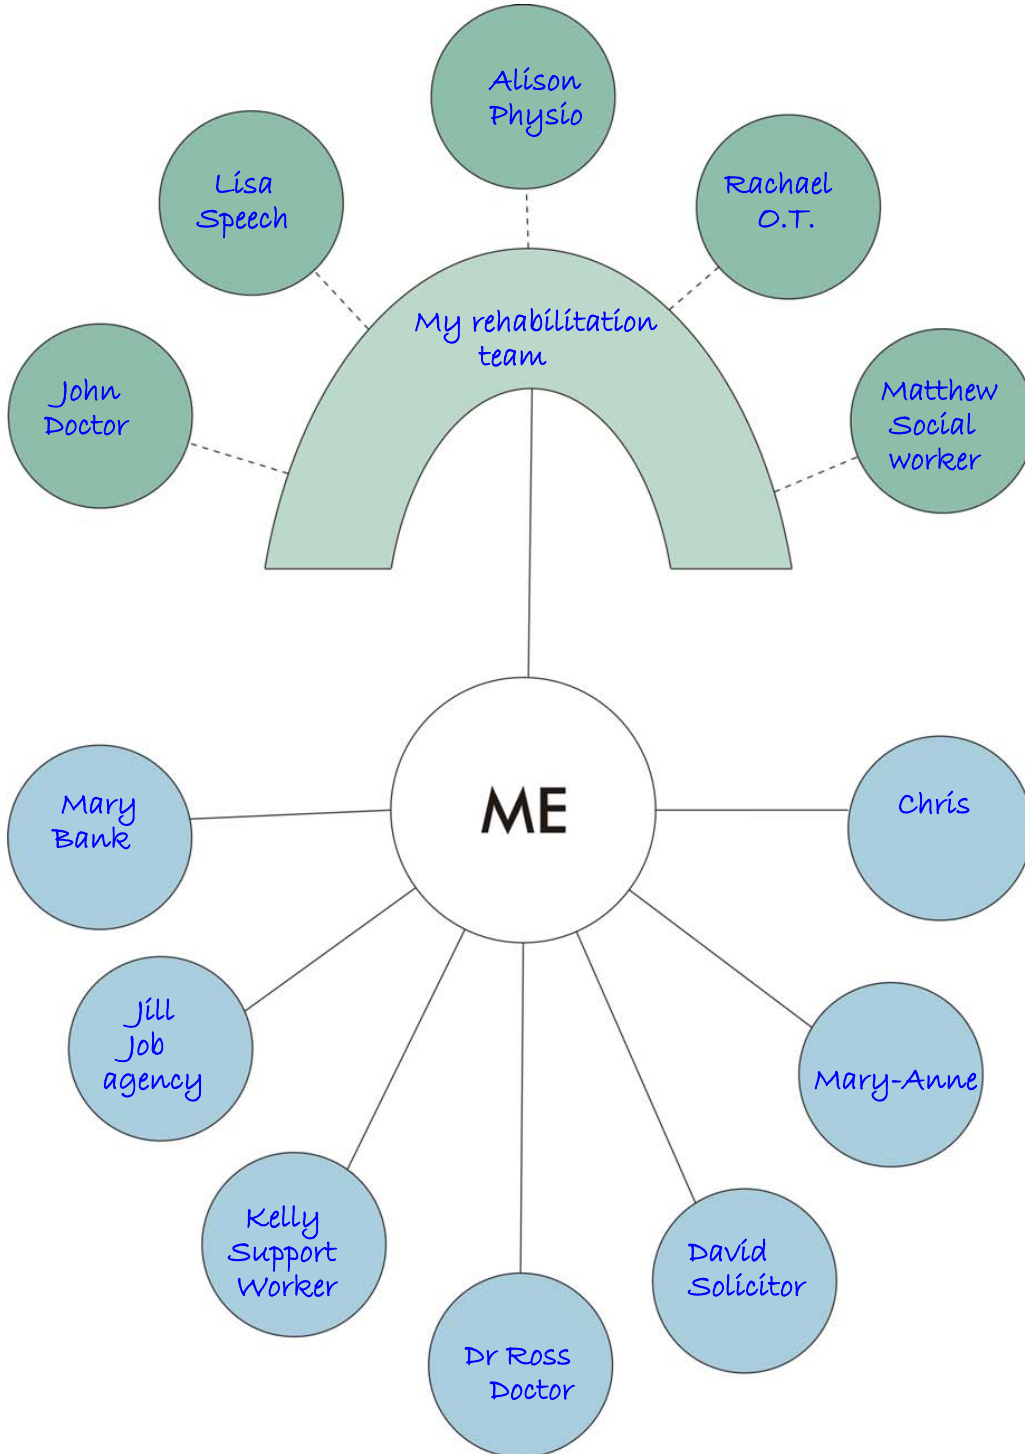 Alison
Physio
Lisa
Speech
Rachael
O.T.
My rehabilitation
team
John
Doctor
Matthew
Social
worker
ME
Mary
Bank
Chris
Jill
Job
agency
Mary-Anne
Kelly
Support
Worker
David
Solicitor
Dr Ross
Doctor